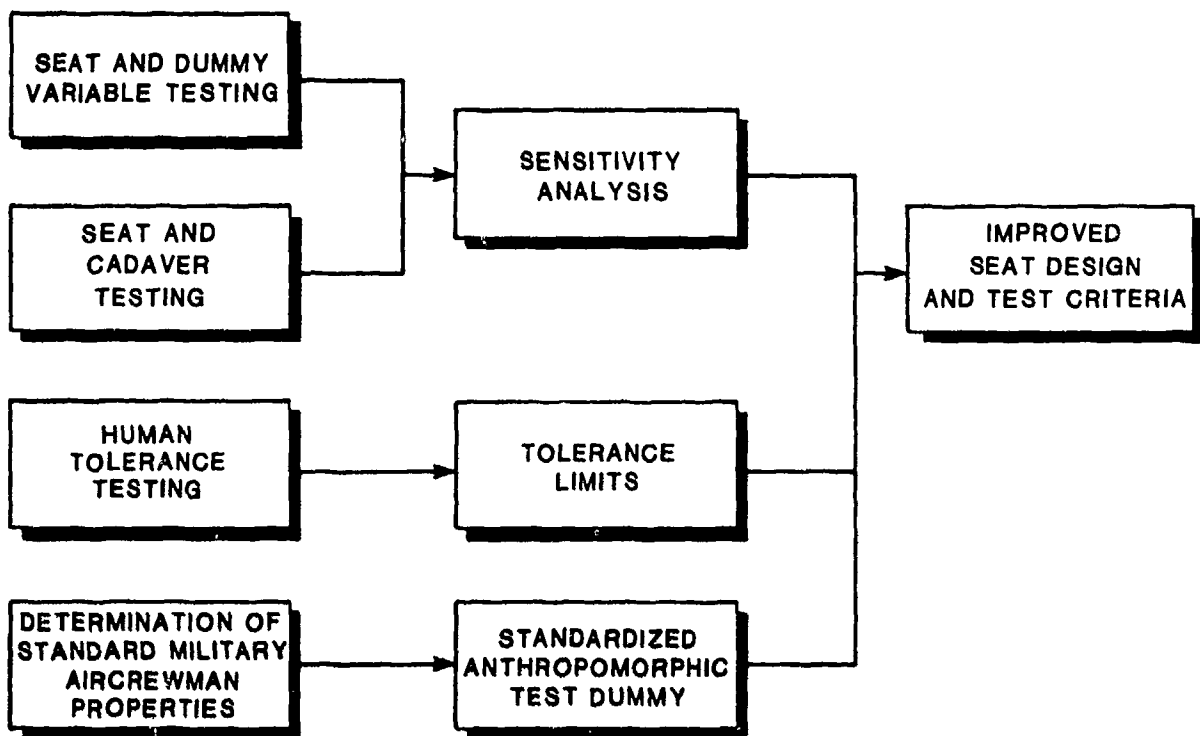 SEAT AND DUMMY
VARIABLE TESTING
SEAT AND
CADAVER
TESTING
SENSITIVITY
ANALYSIS
IMPROVED
SEAT DESIGN
AND TEST CRITERIA
HUMAN
TOLERANCE
TESTING
TOLERANCE
LIMITS
DETERMINATION OF
STANDARD MILITARY
AIRCREWMAN
PROPERTIES
STANDARDIZED
ANTHROPOMORPHIC
TEST DUMMY